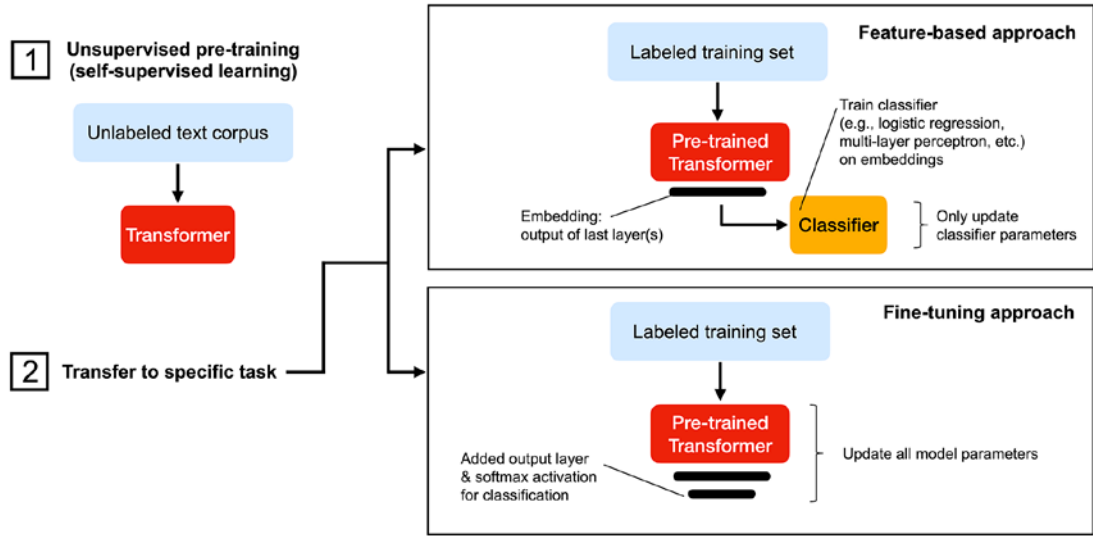 1
Unsupervised pre-training
(self-supervised learning)
Unlabeled text corpus
Transformer
2
Transfer to specific task
Feature-based approach
Labeled training set
Pre-trained
Transformer
Train classifier
(e.g., logistic regression,
multi-layer perceptron, etc.)
on embeddings
Embedding:
output of last layer(s)
Classifier
Only update
classifier parameters
Fine-tuning approach
Labeled training set
Pre-trained
Transformer
Added output layer
& softmax activation
for classification
Update all model parameters